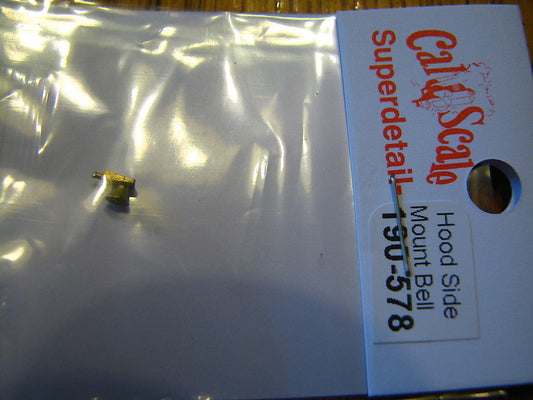 Cal Scale
Superdetail
Hood Side
Mount Bell
190-578